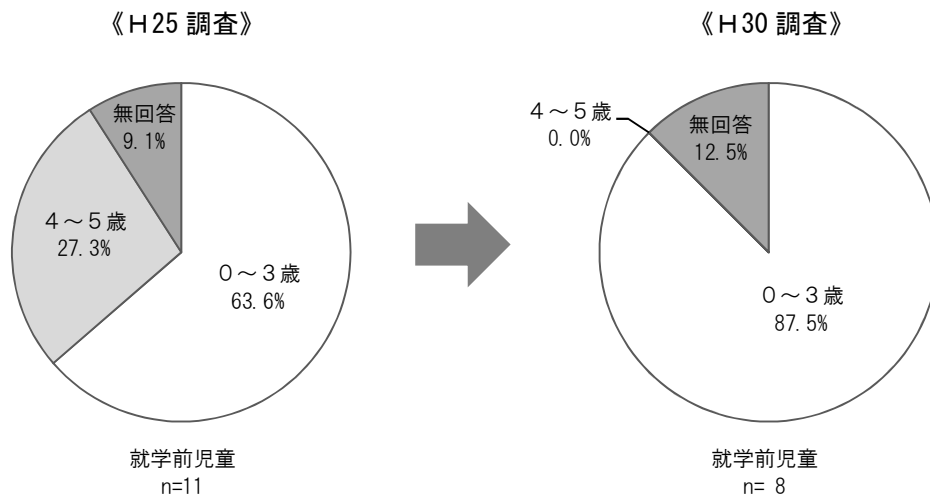 《Ｈ25 調査》
無回答
9.1%
４～５歳
27.3%
０～３歳
63.6%
就学前児童
n=11
《Ｈ30 調査》
４～５歳
0.0%
無回答
12.5%
０～３歳
87.5%
就学前児童
n= 8